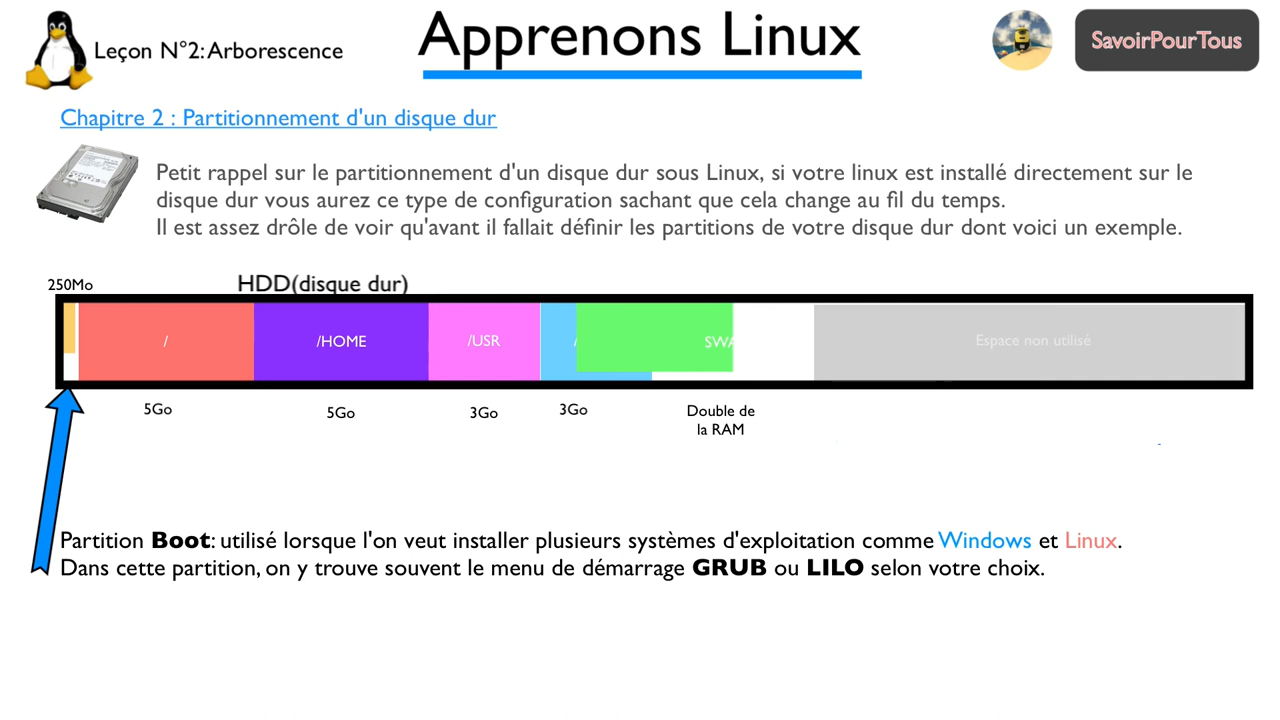 Leçon N°2: Arborescence
Apprenons Linux
SavoirPourTous
Chapitre 2 : Partitionnement d'un disque dur
Petit rappel sur le partitionnement d'un disque dur sous Linux, si votre linux est installé directement sur le
disque dur vous aurez ce type de configuration sachant que cela change au fil du temps.
Il est assez drôle de voir qu'avant il fallait définir les partitions de votre disque dur dont voici un exemple.
250Mo
HDD(disque dur)
/
/HOME
/USR
/
Espace non utilisé
5Go
5Go
3Go
3Go
Double de
la RAM
Partition Boot: utilisé lorsque l'on veut installer plusieurs systèmes d'exploitation comme Windows et Linux.
Dans cette partition, on y trouve souvent le menu de démarrage GRUB ou LILO selon votre choix.